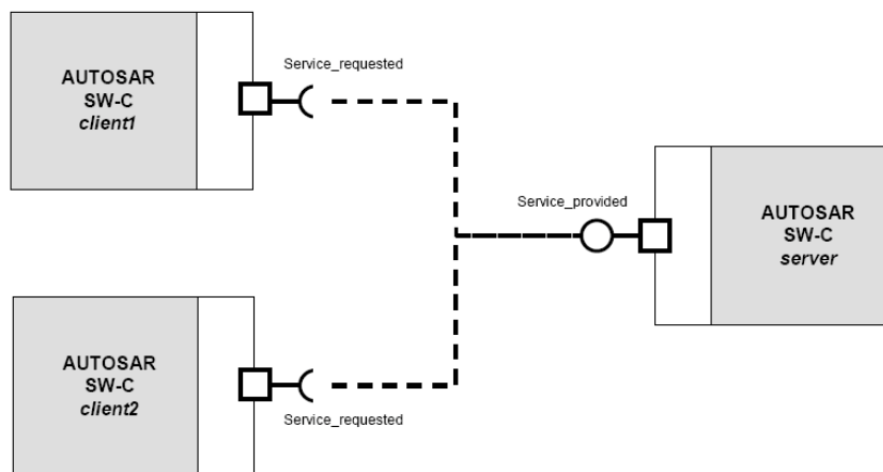 Service_requested
AUTOSAR
SW-C
client1
Service_provided
AUTOSAR
SW-C
server
AUTOSAR
SW-C
client2
Service_requested